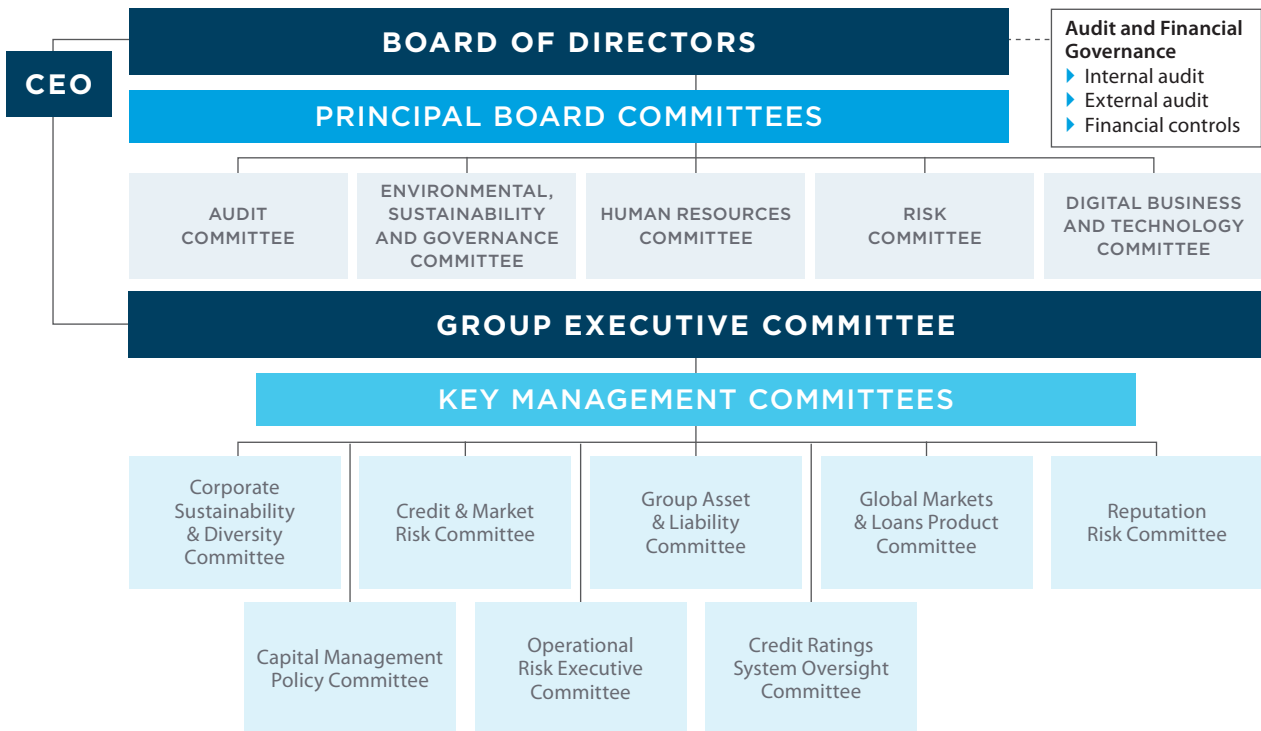 BOARD OF DIRECTORS
CEO
Audit and Financial
Governance
Internal audit
External audit
Financial controls
PRINCIPAL BOARD COMMITTEES
AUDIT
COMMITTEE
ENVIRONMENTAL,
SUSTAINABILITY
AND GOVERNANCE
COMMITTEE
HUMAN RESOURCES
COMMITTEE
RISK
COMMITTEE
DIGITAL BUSINESS
AND TECHNOLOGY
COMMITTEE
GROUP EXECUTIVE COMMITTEE
KEY MANAGEMENT COMMITTEES
Corporate
Sustainability
& Diversity
Committee
Credit & Market
Risk Committee
Group Asset
& Liability
Committee
Global Markets
& Loans Product
Committee
Reputation
Risk Committee
Capital Management
Policy Committee
Operational
Risk Executive
Committee
Credit Ratings
System Oversight
Committee